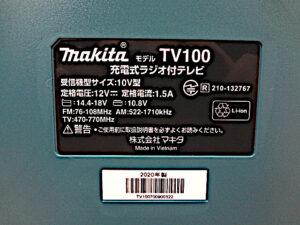 makita モデル TV100
充電式ラジオ付テレビ
受信機型サイズ:10V型
定格電圧:12V 定格電流:1.5A
14.4-18V 10.8V
FM:76-108MHz AM:522-1710kHz
TV:470-770MHz
R 210-132767
Li-ion
ご使用前に取扱説明書を必ずよくお読みください。
株式会社マキタ
Made in Vietnam
2020年製
TV100700900322